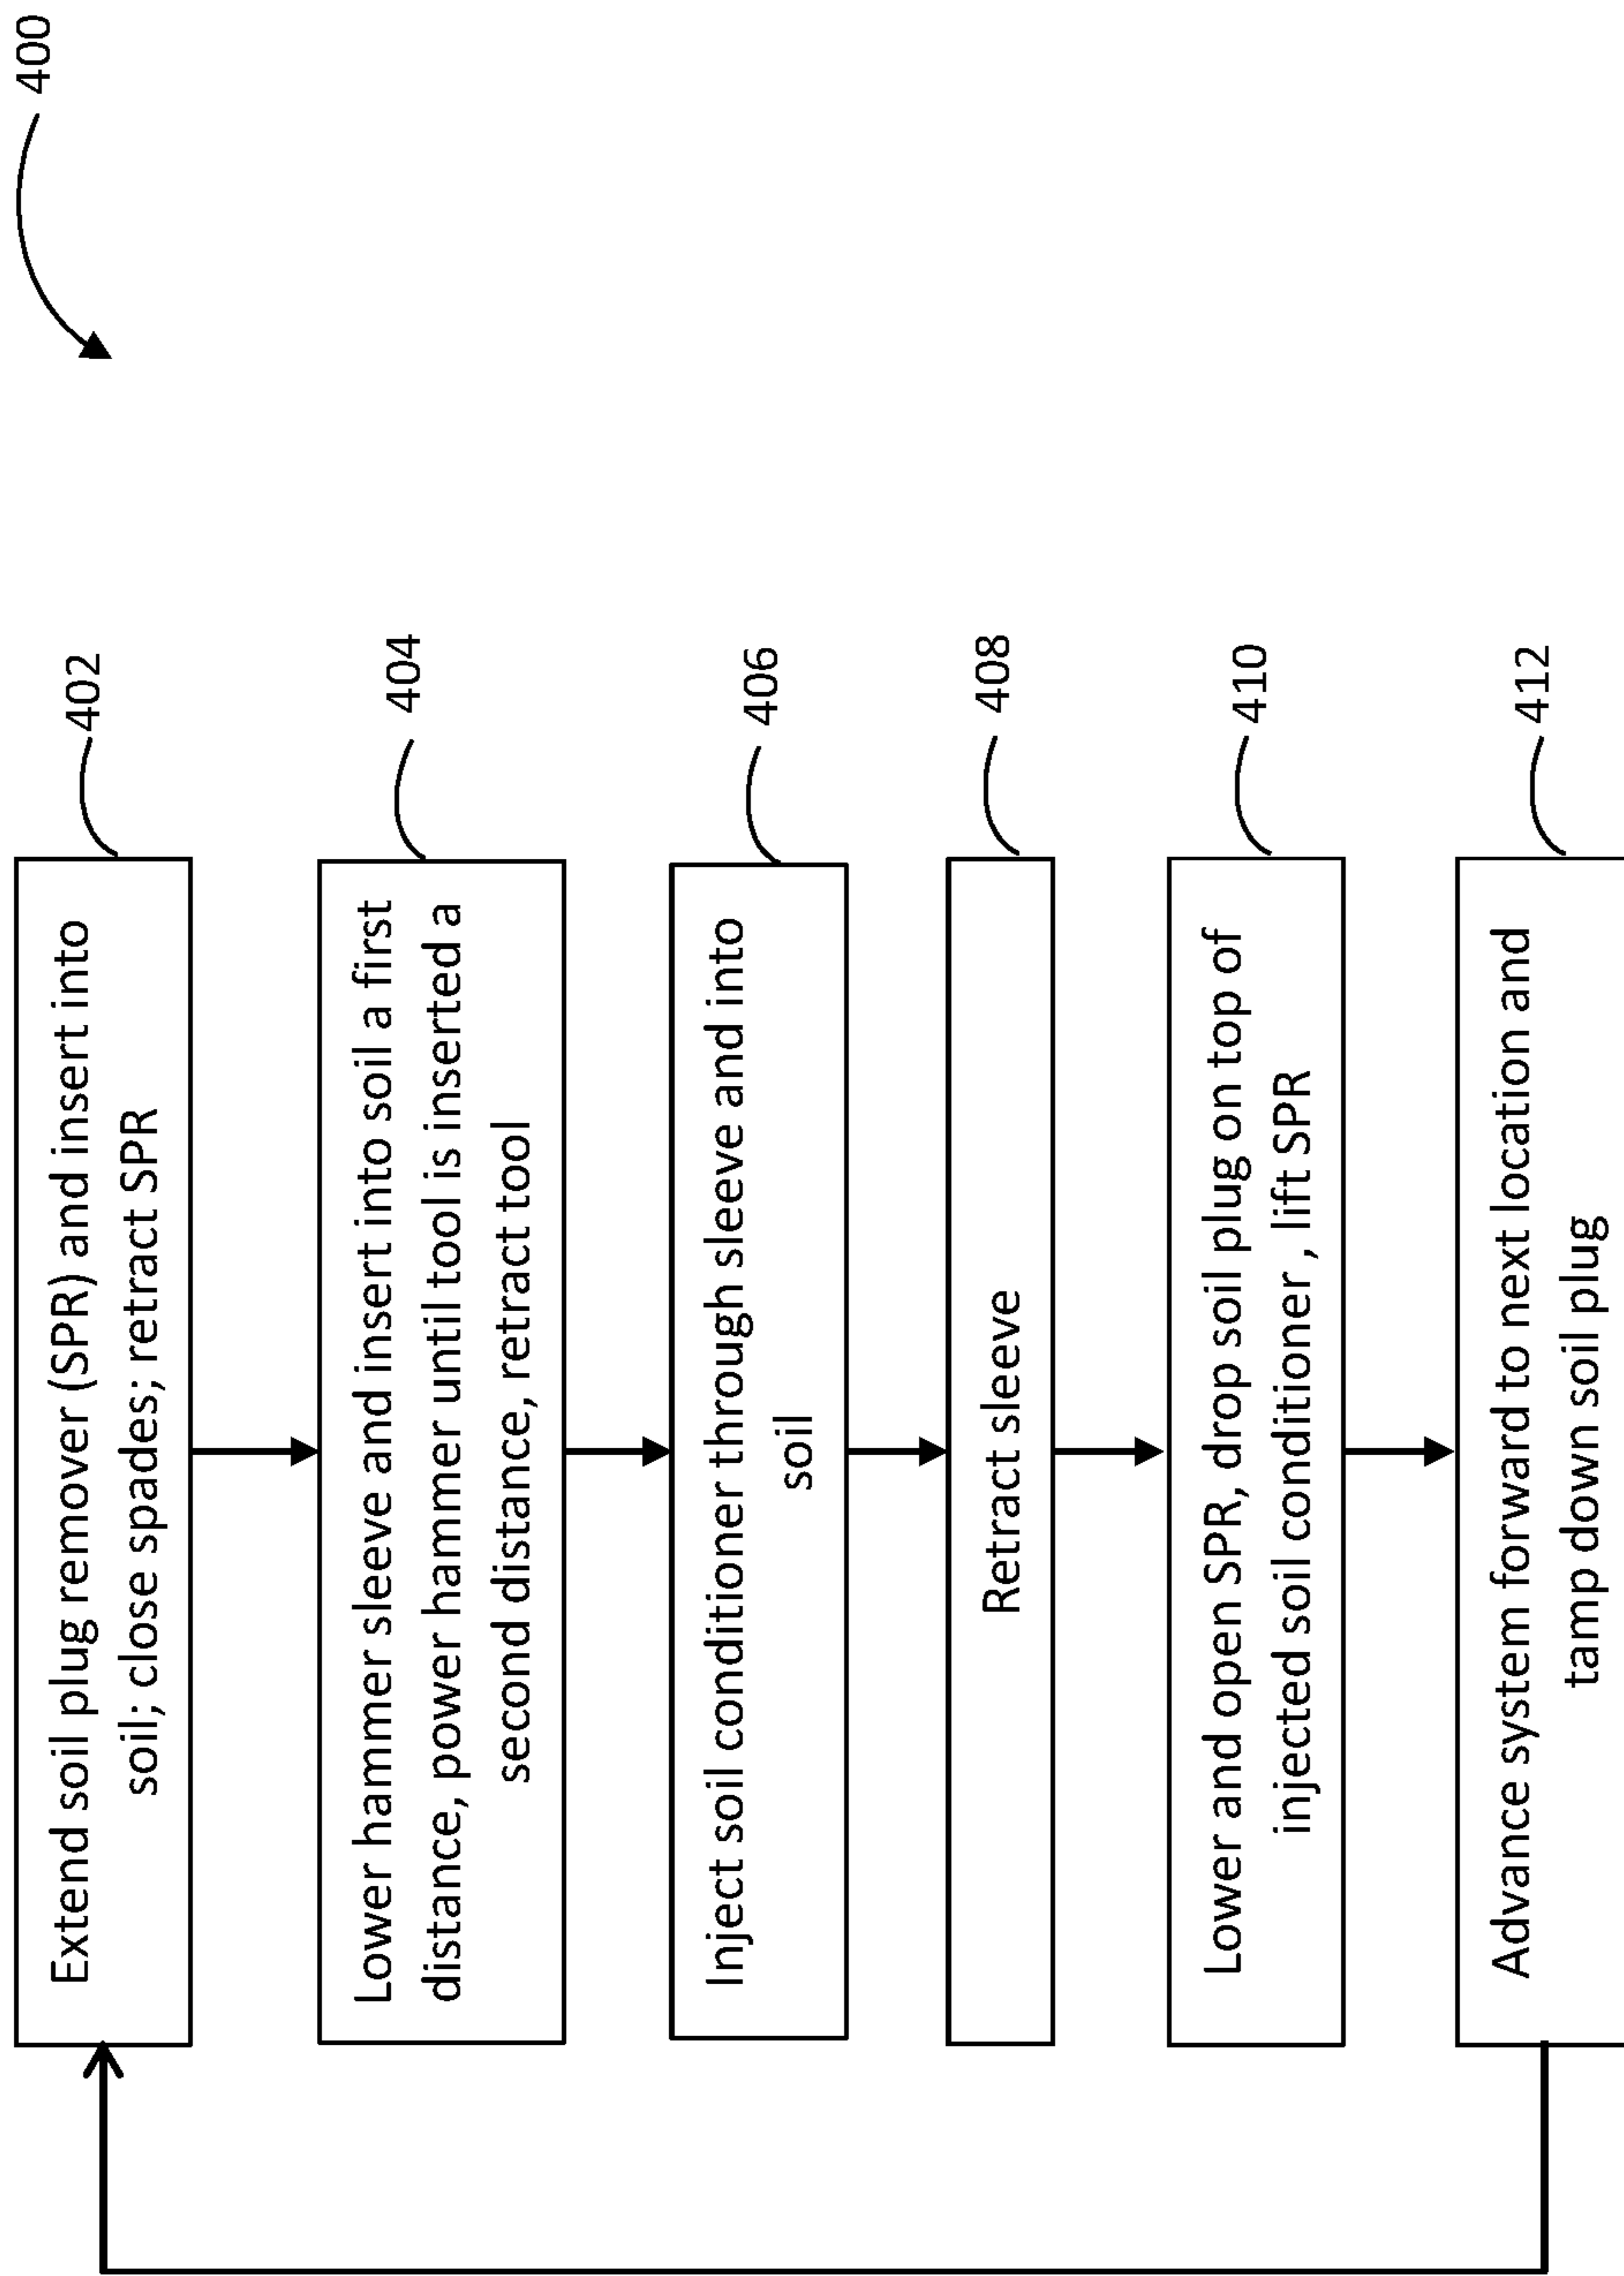 400
Extend soil plug remover (SPR) and insert into
soil; close spades; retract SPR
402
Lower hammer sleeve and insert into soil a first
distance, power hammer until tool is inserted a
second distance, retract tool
404
Inject soil conditioner through sleeve and into
soil
406
Retract sleeve
408
Lower and open SPR, drop soil plug on top of
injected soil conditioner , lift SPR
410
Advance system forward to next location and
tamp down soil plug
412